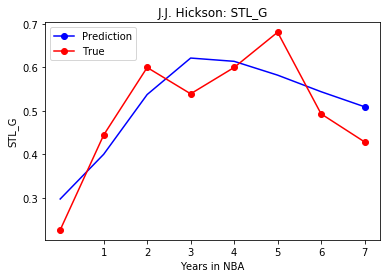 J.J. Hickson: STL_G
Prediction
True
0.7
0.6
0.5
0.4
0.3
STL_G
1 2 3 4 5 6 7
Years in NBA